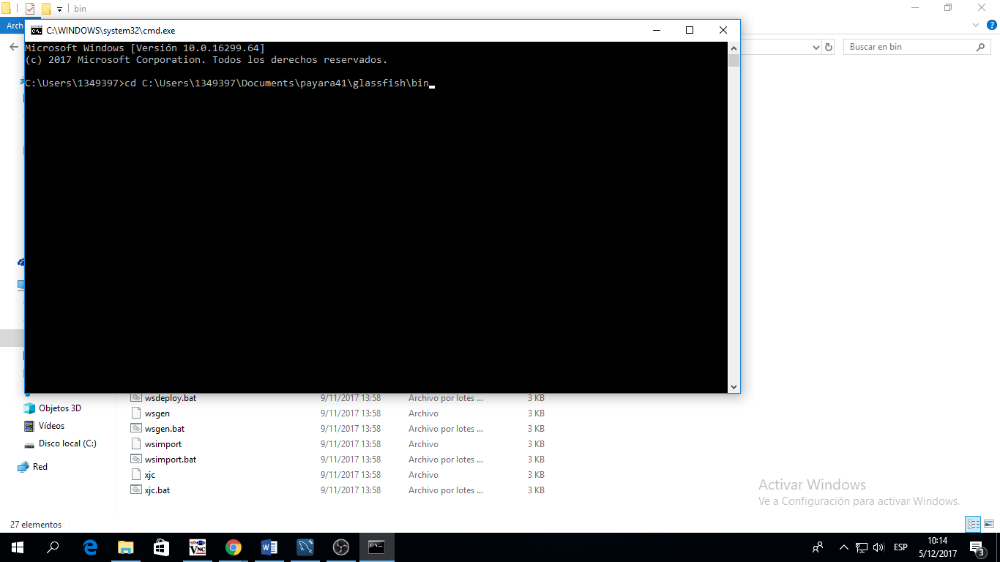 bin
Arch
C:\WINDOWS\system32\cmd.exe
Buscar en bin
Microsoft Windows [Versión 10.0.16299.64]
(c) 2017 Microsoft Corporation. Todos los derechos reservados.
C:\Users\1349397>cd C:\Users\1349397\Documents\payara41\glassfish\bin
wsdeploy.bat 9/11/2017 13:58 Archivo por lotes ... 3 KB
wsgen 9/11/2017 13:58 Archivo 3 KB
Objetos 3D
wsgen.bat 9/11/2017 13:58 Archivo por lotes ... 3 KB
Vídeos
wsimport 9/11/2017 13:58 Archivo 3 KB
Disco local (C:)
wsimport.bat 9/11/2017 13:58 Archivo por lotes ... 3 KB
Red
xjc 9/11/2017 13:58 Archivo 3 KB
xjc.bat 9/11/2017 13:58 Archivo por lotes ... 3 KB
Activar Windows
Ve a Configuración para activar Windows.
27 elementos
VNC
ESP
10:14
5/12/2017
3